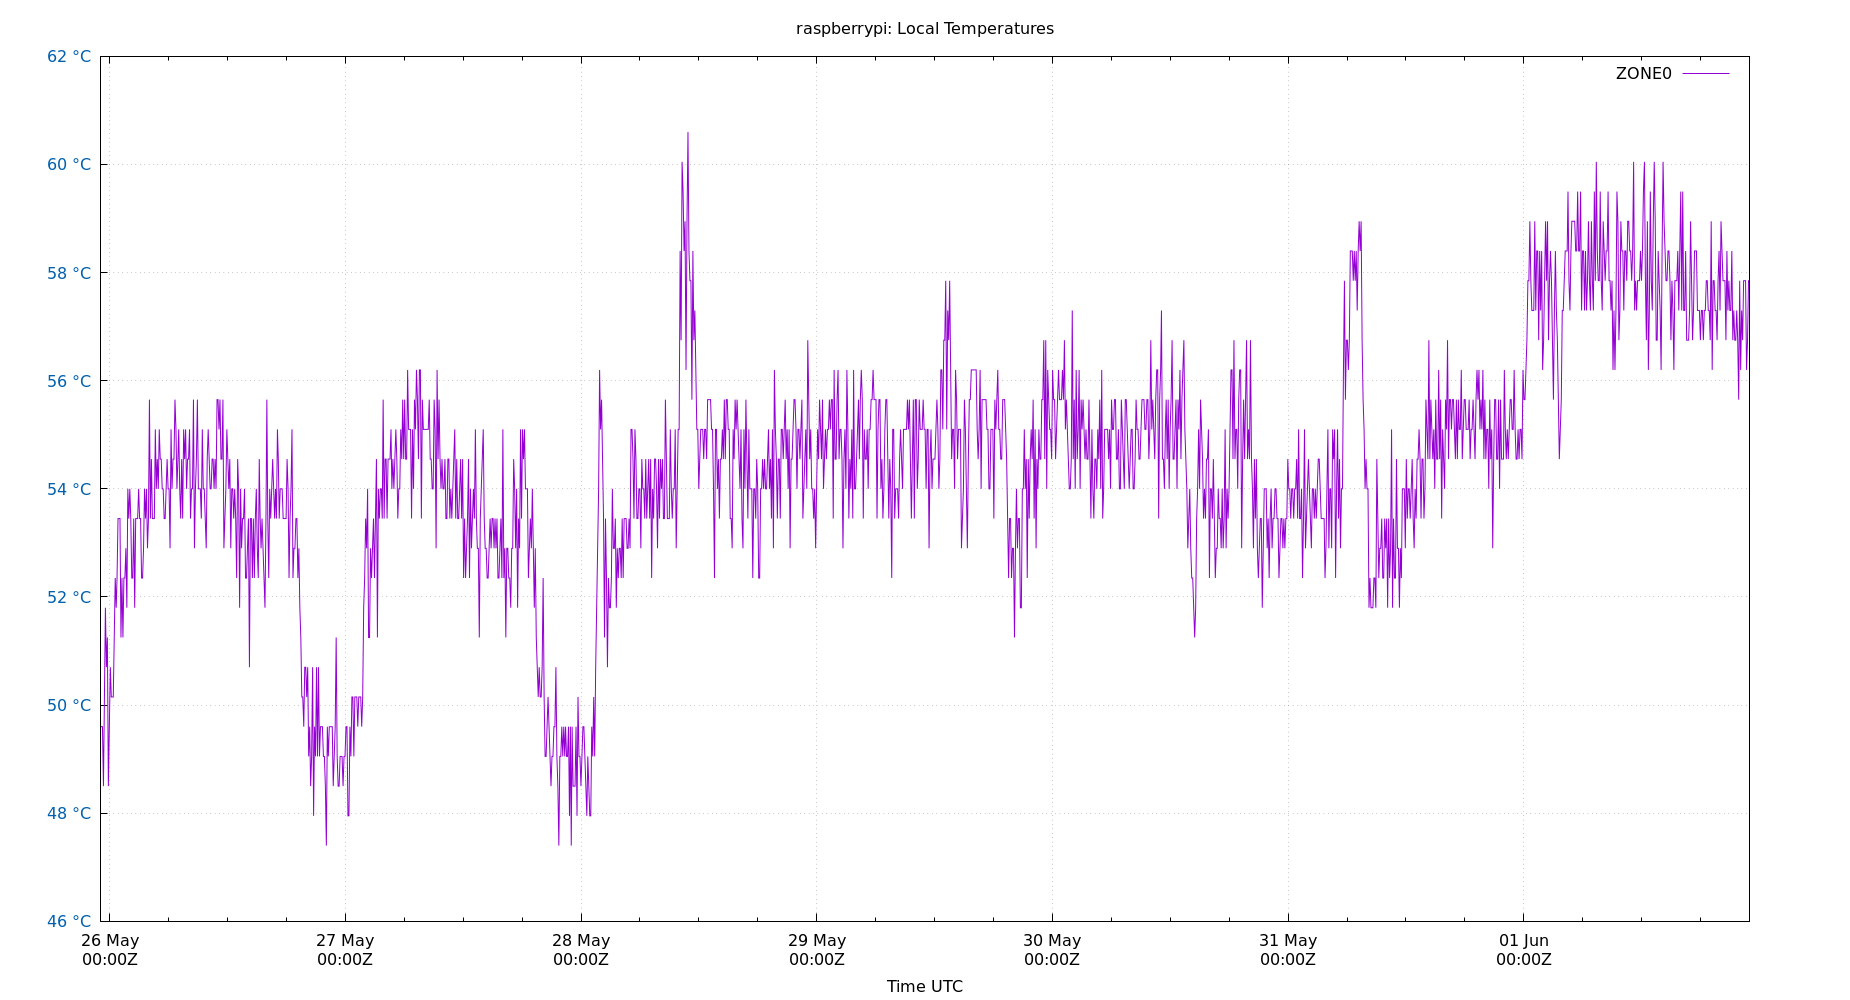 raspberrypi: Local Temperatures
62 °C
ZONE0
60 °C
58 °C
56 °C
54 °C
52 °C
50 °C
48 °C
46 °C
26 May 27 May 28 May 29 May 30 May 31 May 01 Jun
00:00Z 00:00Z 00:00Z 00:00Z 00:00Z 00:00Z 00:00Z
Time UTC